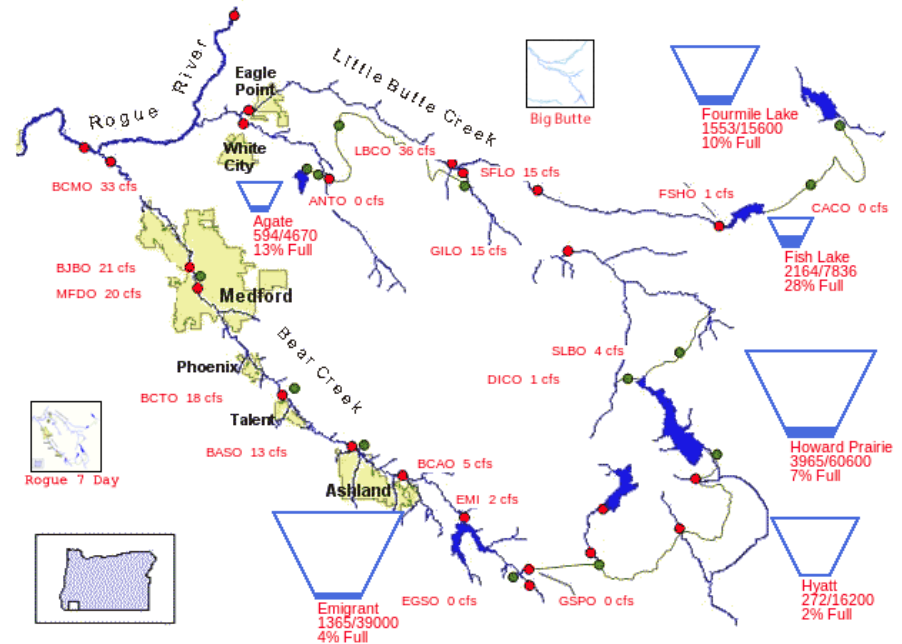 Rogue River
Little Butte Creek
Eagle
Point
White
City
Big Butte
Fourmile Lake
1553/15600
10% Full
LBCO 36 cfs
SFLO 15 cfs
BCMO 33 cfs
ANTO 0 cfs
FSHO 1 cfs
CACO 0 cfs
Agate
594/4670
13% Full
GILO 15 cfs
Fish Lake
2164/7836
28% Full
BJBO 21 cfs
MFDO 20 cfs
Medford
Bear Creek
Phoenix
SLBO 4 cfs
DICO 1 cfs
BCTO 18 cfs
Talent
BASO 13 cfs
Howard Prairie
3965/60600
7% Full
Rogue 7 Day
BCAO 5 cfs
Ashland
EMI 2 cfs
EGSO 0 cfs
GSPO 0 cfs
Hyatt
272/16200
2% Full
Emigrant
1365/39000
4% Full